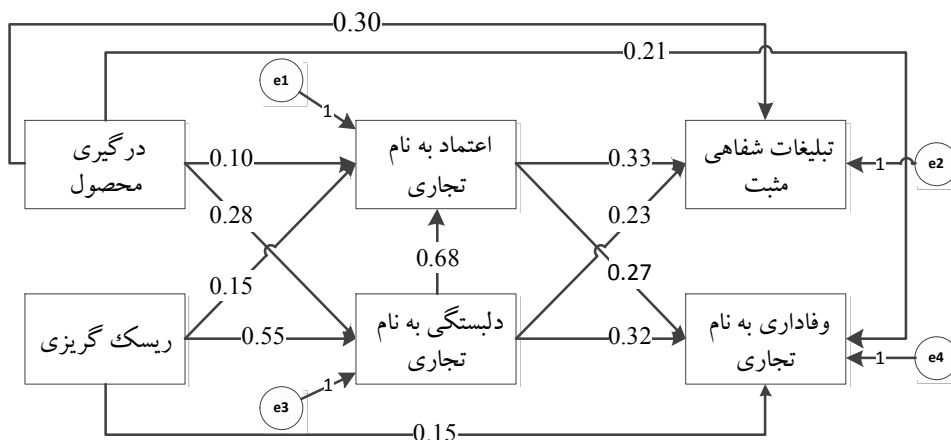 0.30
0.21
e1
1
درگیری
محصول
اعتماد به نام
تجاری
تبلیغات شفاهی
مثبت
0.10
0.33
1
e2
0.28
0.23
0.68
0.15
0.27
ریسک گریزی
دلبستگی به نام
تجاری
وفاداری به نام
تجاری
0.55
0.32
1
e4
1
e3
0.15